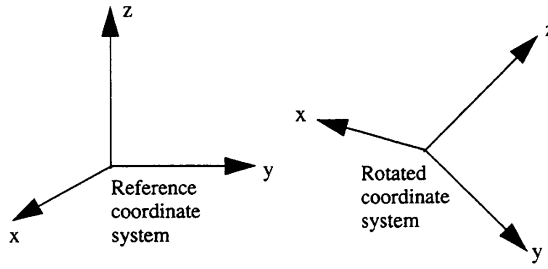 z
y
x
Reference
coordinate
system
z
x
y
Rotated
coordinate
system